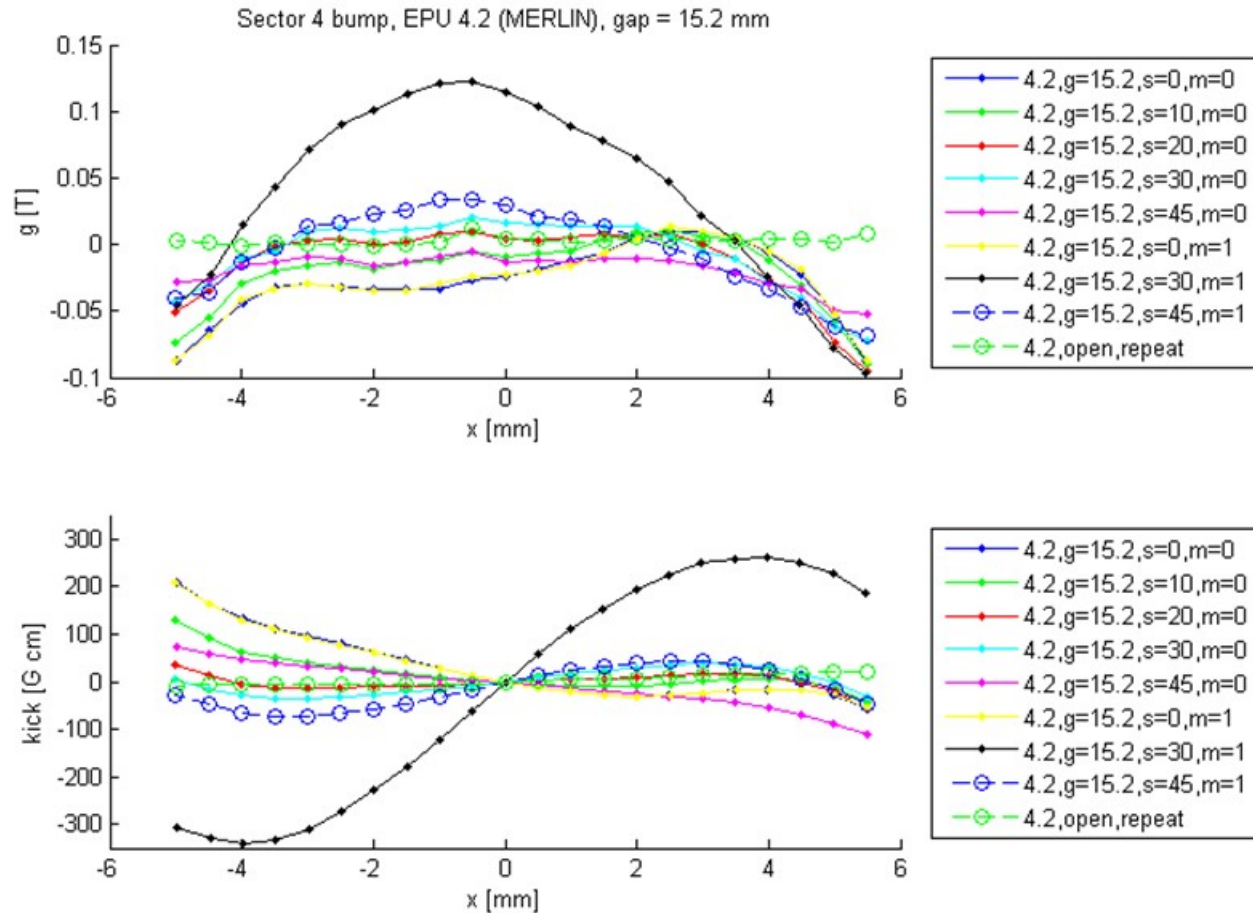 Sector 4 bump, EPU 4.2 (MERLIN), gap = 15.2 mm
0.15
0.1
0.05
0
-0.05
-0.1
g [T]
-6 -4 -2 0 2 4 6
x [mm]
4.2,g=15.2,s=0,m=0
4.2,g=15.2,s=10,m=0
4.2,g=15.2,s=20,m=0
4.2,g=15.2,s=30,m=0
4.2,g=15.2,s=45,m=0
4.2,g=15.2,s=0,m=1
4.2,g=15.2,s=30,m=1
4.2,g=15.2,s=45,m=1
4.2,open,repeat
300
200
100
0
-100
-200
-300
kick [G cm]
-6 -4 -2 0 2 4 6
x [mm]
4.2,g=15.2,s=0,m=0
4.2,g=15.2,s=10,m=0
4.2,g=15.2,s=20,m=0
4.2,g=15.2,s=30,m=0
4.2,g=15.2,s=45,m=0
4.2,g=15.2,s=0,m=1
4.2,g=15.2,s=30,m=1
4.2,g=15.2,s=45,m=1
4.2,open,repeat